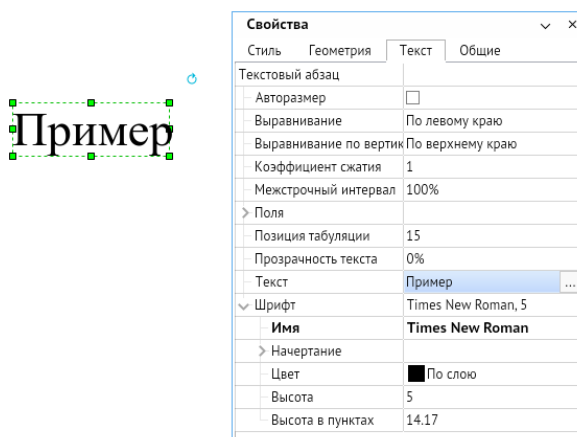 Свойства
Стиль Геометрия Текст Общие
Текстовый абзац
Авторазмер
Выравнивание По левому краю
Выравнивание по вертик По верхнему краю
Коэффициент сжатия 1
Межстрочный интервал 100%
Поля
Позиция табуляции 15
Прозрачность текста 0%
Текст Пример ...
Шрифт Times New Roman, 5
Имя Times New Roman
Начертание
Цвет По слою
Высота 5
Высота в пунктах 14.17
Пример